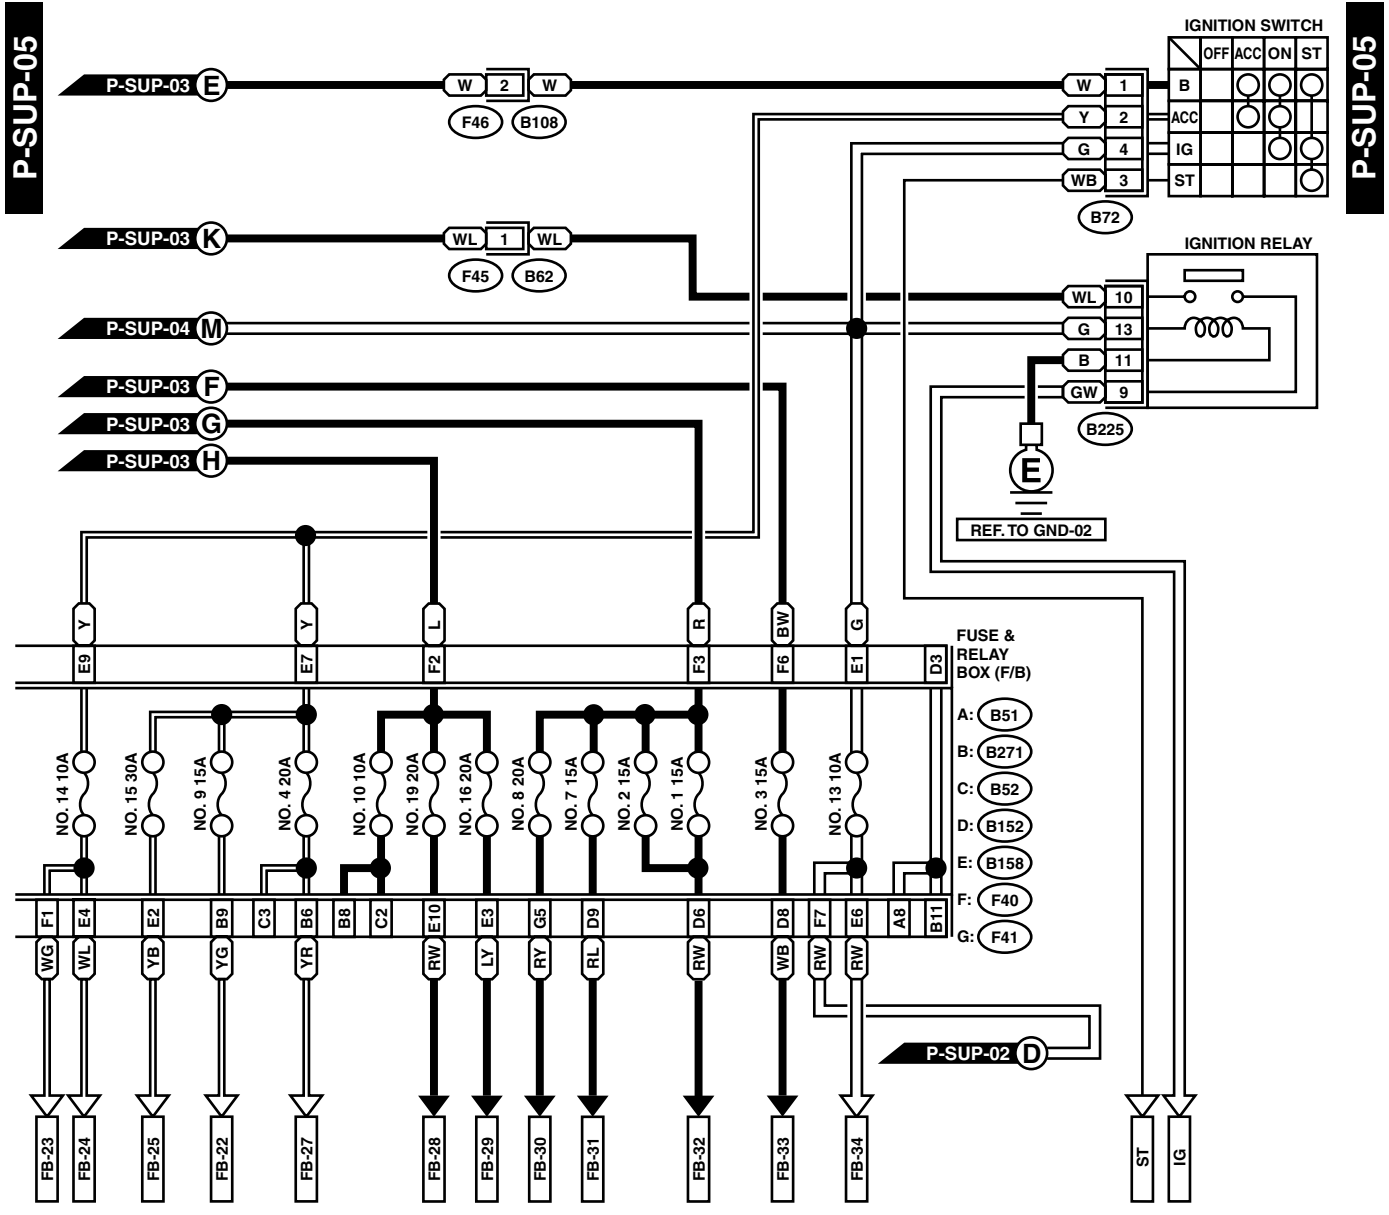 P-SUP-05
P-SUP-05
IGNITION SWITCH
OFF ACC ON ST
P-SUP-03 E W 2 W W 1 B
F46 B108
Y 2 ACC
G 4 IG
WB 3 ST
B72
P-SUP-03 K WL 1 WL
F45 B62
IGNITION RELAY
WL 10
P-SUP-04 M G 13
B 11
P-SUP-03 F
GW 9
P-SUP-03 G
B225
P-SUP-03 H
E
REF. TO GND-02
Y Y L R BW G
E9 E7 F2 F3 F6 E1 D3
FUSE &
RELAY
BOX (F/B)
A: B51
B: B271
C: B52
D: B152
E: B158
F: F40
G: F41
NO. 14 10A
NO. 15 30A
NO. 9 15A
NO. 4 20A
NO. 10 10A
NO. 19 20A
NO. 16 20A
NO. 8 20A
NO. 7 15A
NO. 2 15A
NO. 1 15A
NO. 3 15A
NO. 13 10A
F1 E4 E2 B9 C3 B6 B8 C2 E10 E3 G5 D9 D6 D8 F7 E6 A8 B11
WG WL YB YG YR RW LY RY RL RW WB RW RW
P-SUP-02 D
FB-23 FB-24 FB-25 FB-22 FB-27 FB-28 FB-29 FB-30 FB-31 FB-32 FB-33 FB-34 ST IG